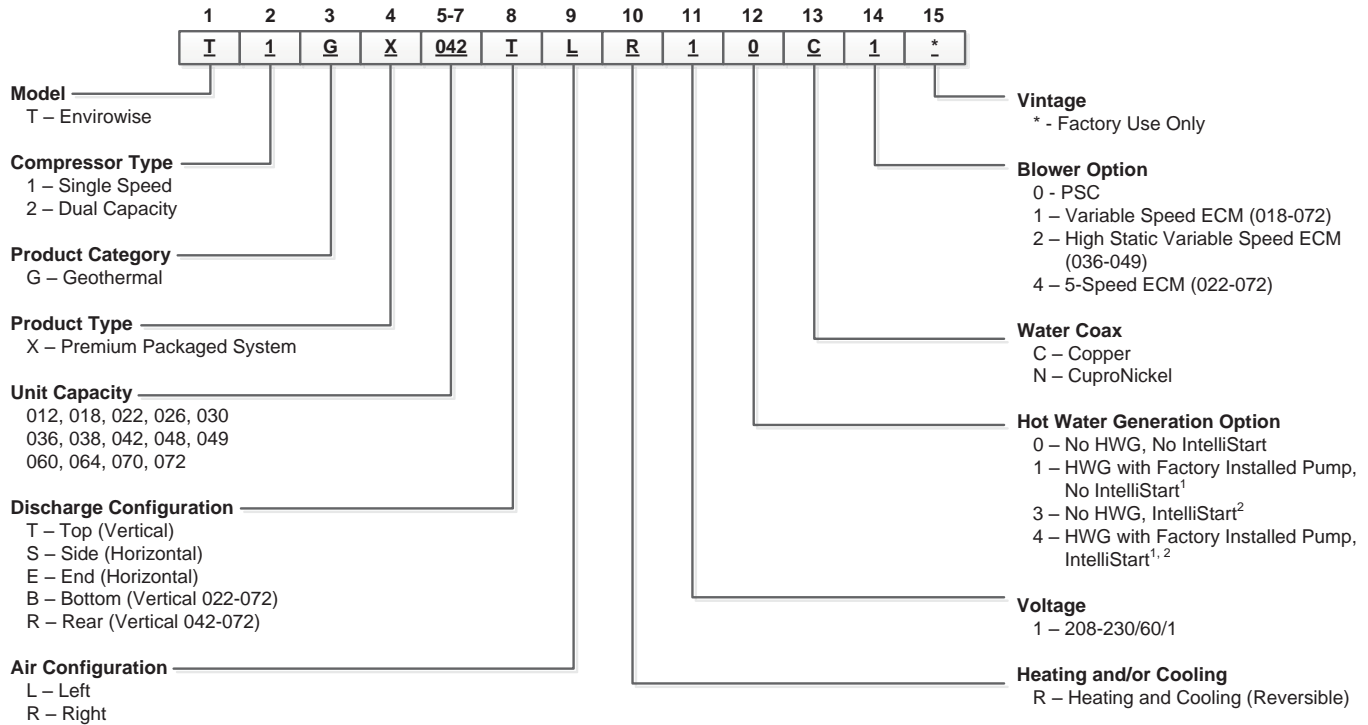 1 2 3 4 5-7 8 9 10 11 12 13 14 15
T 1 G X 042 T L R 1 0 C 1 *
Model
T – Envirowise
Compressor Type
1 – Single Speed
2 – Dual Capacity
Product Category
G – Geothermal
Product Type
X – Premium Packaged System
Unit Capacity
012, 018, 022, 026, 030
036, 038, 042, 048, 049
060, 064, 070, 072
Discharge Configuration
T – Top (Vertical)
S – Side (Horizontal)
E – End (Horizontal)
B – Bottom (Vertical 022-072)
R – Rear (Vertical 042-072)
Air Configuration
L – Left
R – Right
Vintage
* - Factory Use Only
Blower Option
0 - PSC
1 – Variable Speed ECM (018-072)
2 – High Static Variable Speed ECM
(036-049)
4 – 5-Speed ECM (022-072)
Water Coax
C – Copper
N – CuproNickel
Hot Water Generation Option
0 – No HWG, No IntelliStart
1 – HWG with Factory Installed Pump,
No IntelliStart1
3 – No HWG, IntelliStart2
4 – HWG with Factory Installed Pump,
IntelliStart1, 2
Voltage
1 – 208-230/60/1
Heating and/or Cooling
R – Heating and Cooling (Reversible)